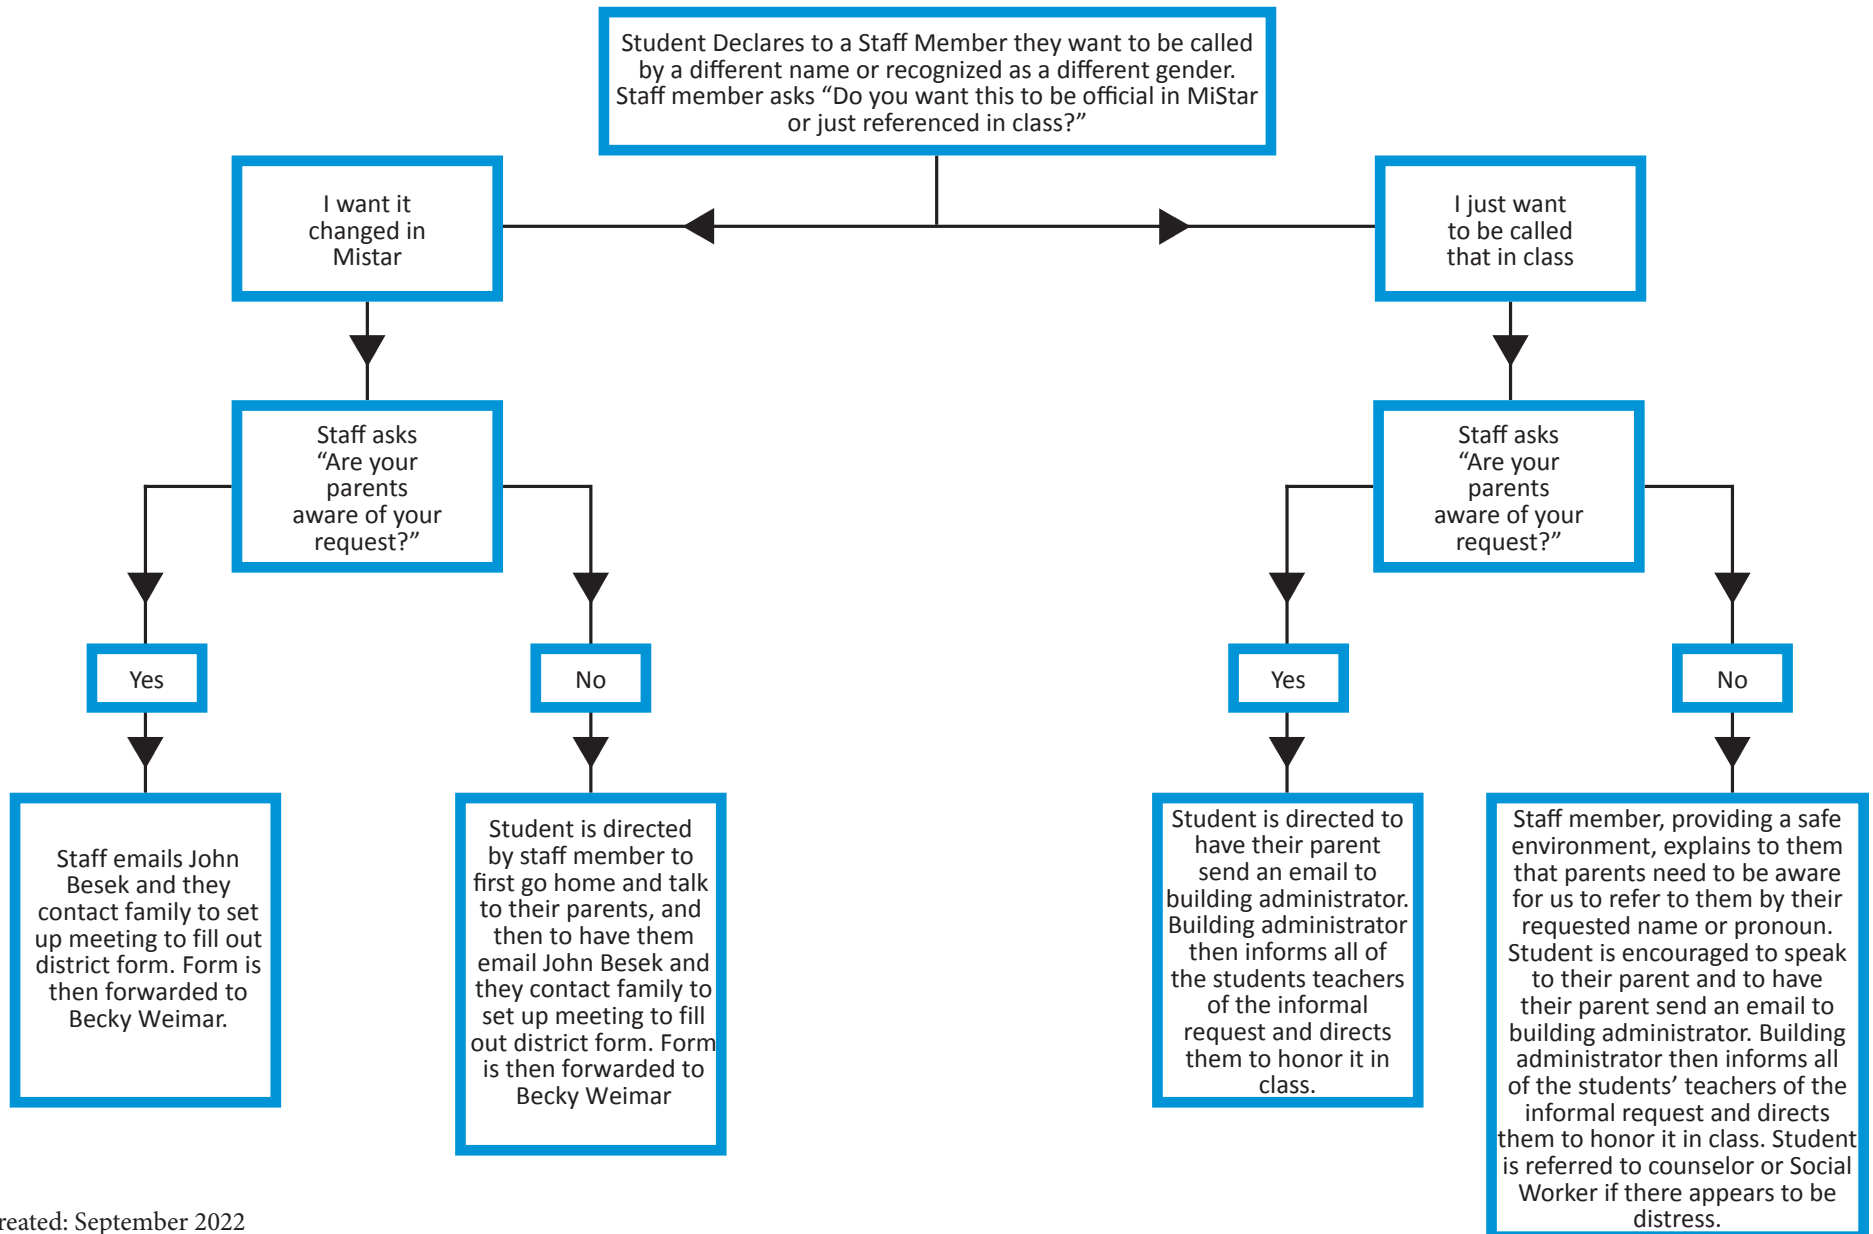 Student Declares to a Staff Member they want to be called
by a different name or recognized as a different gender.
Staff member asks “Do you want this to be official in MiStar
or just referenced in class?”
I want it
changed in
Mistar
I just want
to be called
that in class
Staff asks
“Are your
parents
aware of your
request?”
Staff asks
“Are your
parents
aware of your
request?”
Yes
No
Yes
No
Staff emails John
Besek and they
contact family to set
up meeting to fill out
district form. Form is
then forwarded to
Becky Weimar.
Student is directed
by staff member to
first go home and talk
to their parents, and
then to have them
email John Besek and
they contact family to
set up meeting to fill
out district form. Form
is then forwarded to
Becky Weimar
Student is directed to
have their parent
send an email to
building administrator.
Building administrator
then informs all of
the students teachers
of the informal
request and directs
them to honor it in
class.
Staff member, providing a safe
environment, explains to them
that parents need to be aware
for us to refer to them by their
requested name or pronoun.
Student is encouraged to speak
to their parent and to have
their parent send an email to
building administrator. Building
administrator then informs all
of the students’ teachers of the
informal request and directs
them to honor it in class. Student
is referred to counselor or Social
Worker if there appears to be
distress.
reated: September 2022